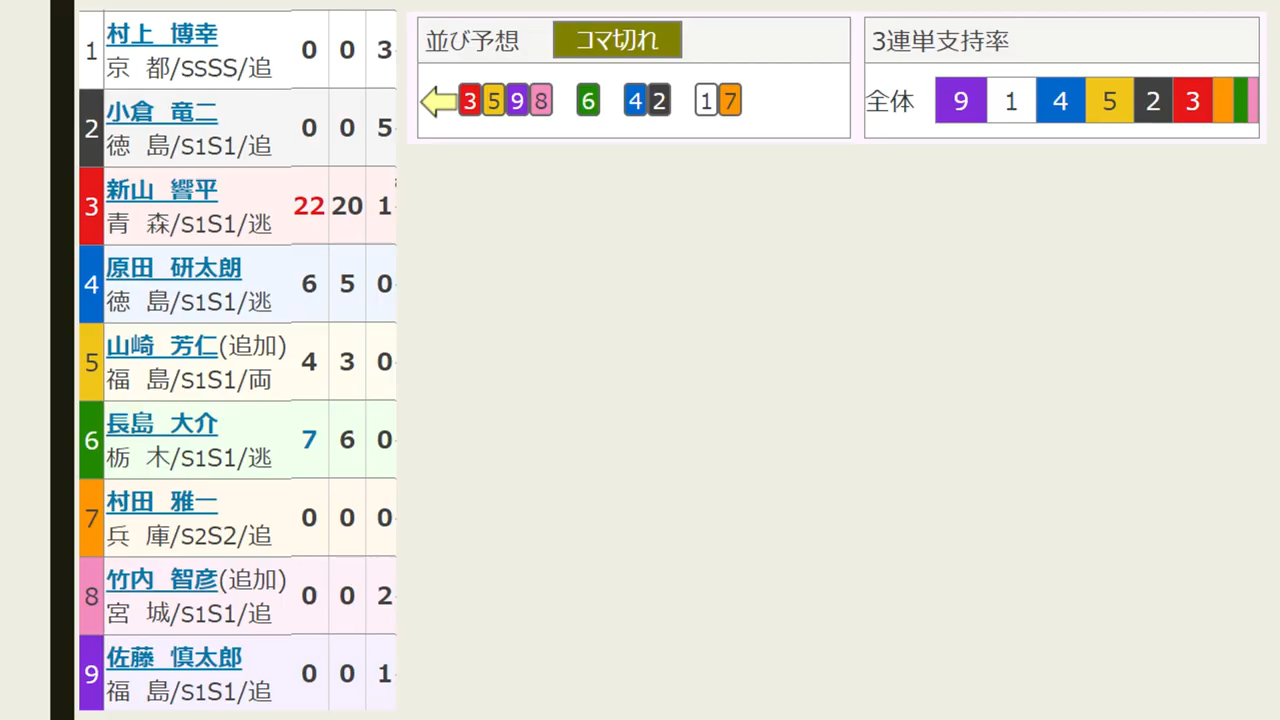 1 村上 博幸 0 0 3
京 都/SSSS/追
2 小倉 竜二 0 0 5
徳 島/S1S1/追
3 新山 響平 22 20 1
青 森/S1S1/逃
4 原田 研太朗 6 5 0
徳 島/S1S1/逃
5 山崎 芳仁(追加) 4 3 0
福 島/S1S1/両
6 長島 大介 7 6 0
栃 木/S1S1/逃
7 村田 雅一 0 0 0
兵 庫/S2S2/追
8 竹内 智彦(追加) 0 0 2
宮 城/S1S1/追
9 佐藤 慎太郎 0 0 1
福 島/S1S1/追
並び予想 コマ切れ
3 5 9 8 6 4 2 1 7
3連単支持率
全体 9 1 4 5 2 3